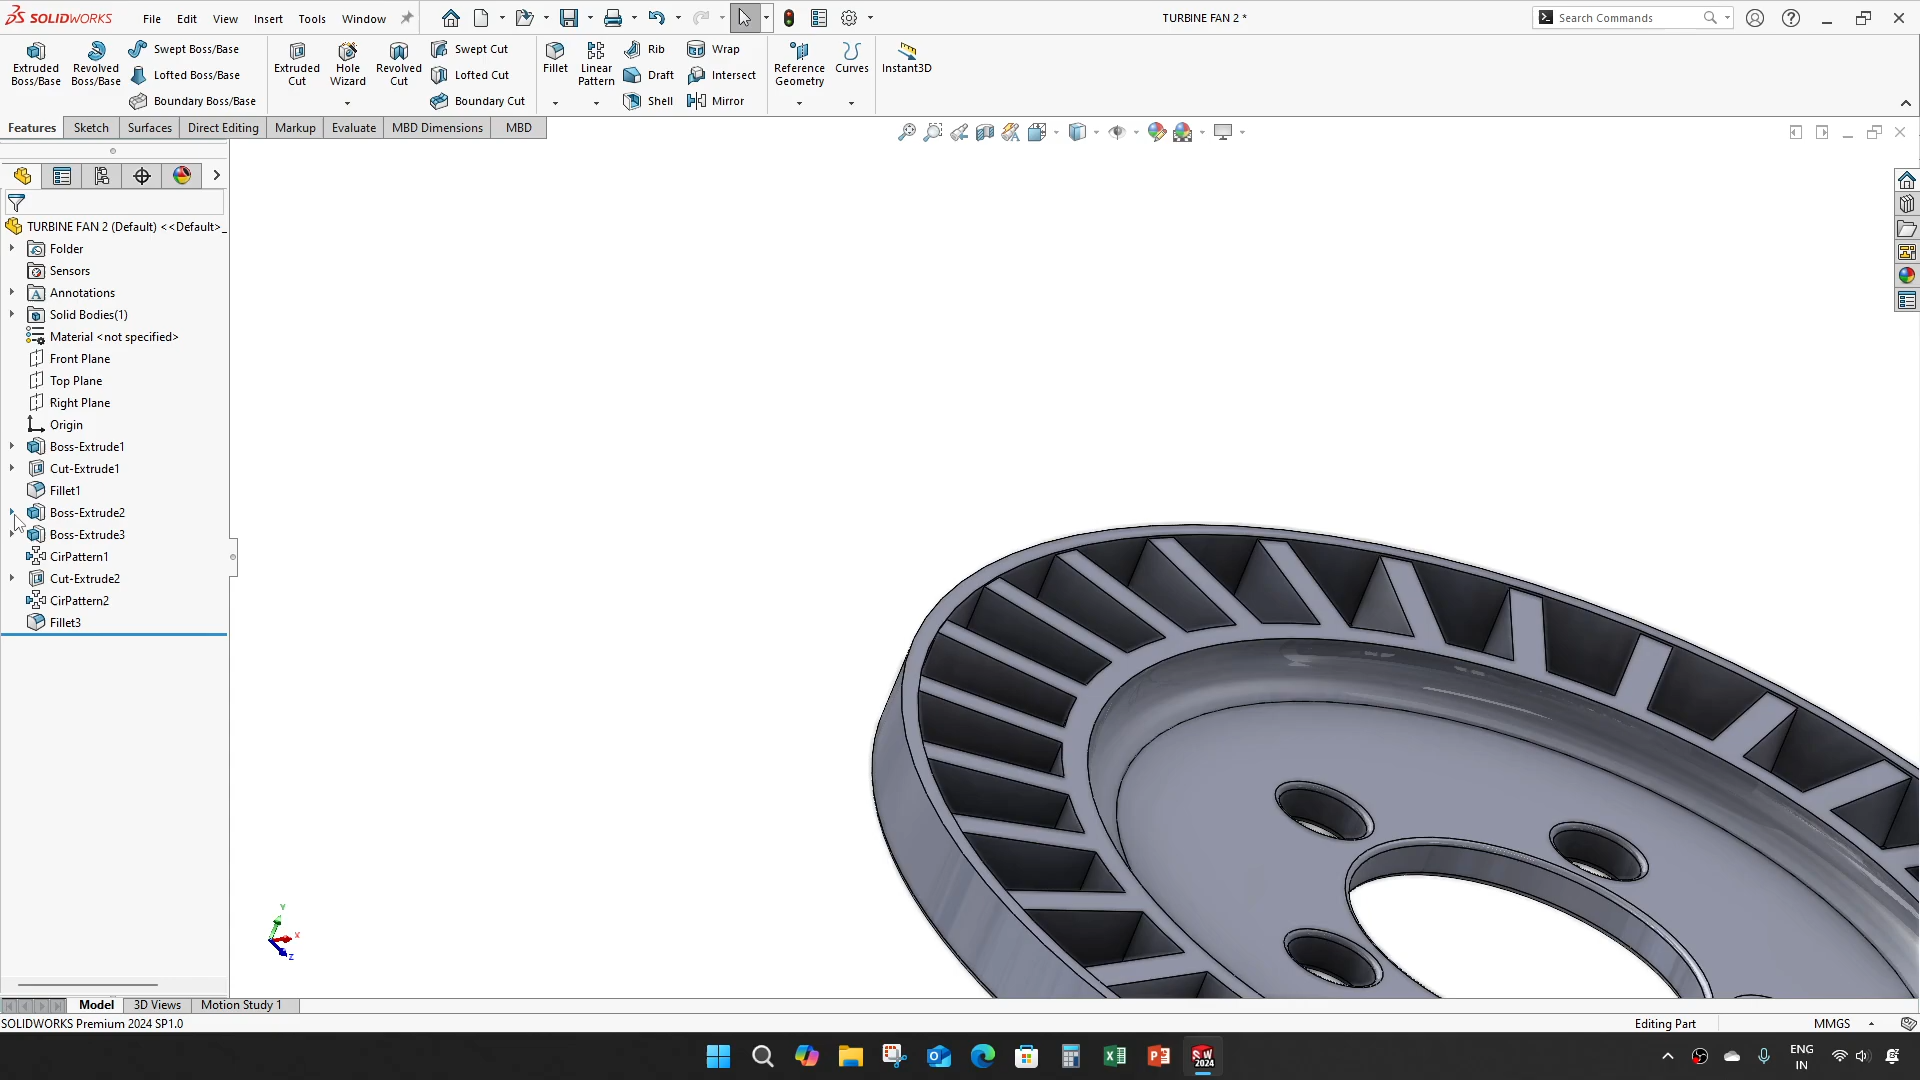 SOLIDWORKS File Edit View Insert Tools Window TURBINE FAN 2 * Search Commands
Extruded Boss/Base
Revolved Boss/Base
Swept Boss/Base
Lofted Boss/Base
Boundary Boss/Base
Extruded Cut
Hole Wizard
Revolved Cut
Swept Cut
Lofted Cut
Boundary Cut
Fillet
Linear Pattern
Rib
Draft
Shell
Wrap
Intersect
Mirror
Reference Geometry
Curves
Instant3D
Features Sketch Surfaces Direct Editing Markup Evaluate MBD Dimensions MBD
TURBINE FAN 2 (Default) <<Default>_
Folder
Sensors
Annotations
Solid Bodies(1)
Material <not specified>
Front Plane
Top Plane
Right Plane
Origin
Boss-Extrude1
Cut-Extrude1
Fillet1
Boss-Extrude2
Boss-Extrude3
CirPattern1
Cut-Extrude2
CirPattern2
Fillet3
Y
X
Z
Model 3D Views Motion Study 1
SOLIDWORKS Premium 2024 SP1.0 Editing Part MMGS
SW 2024
ENG
IN